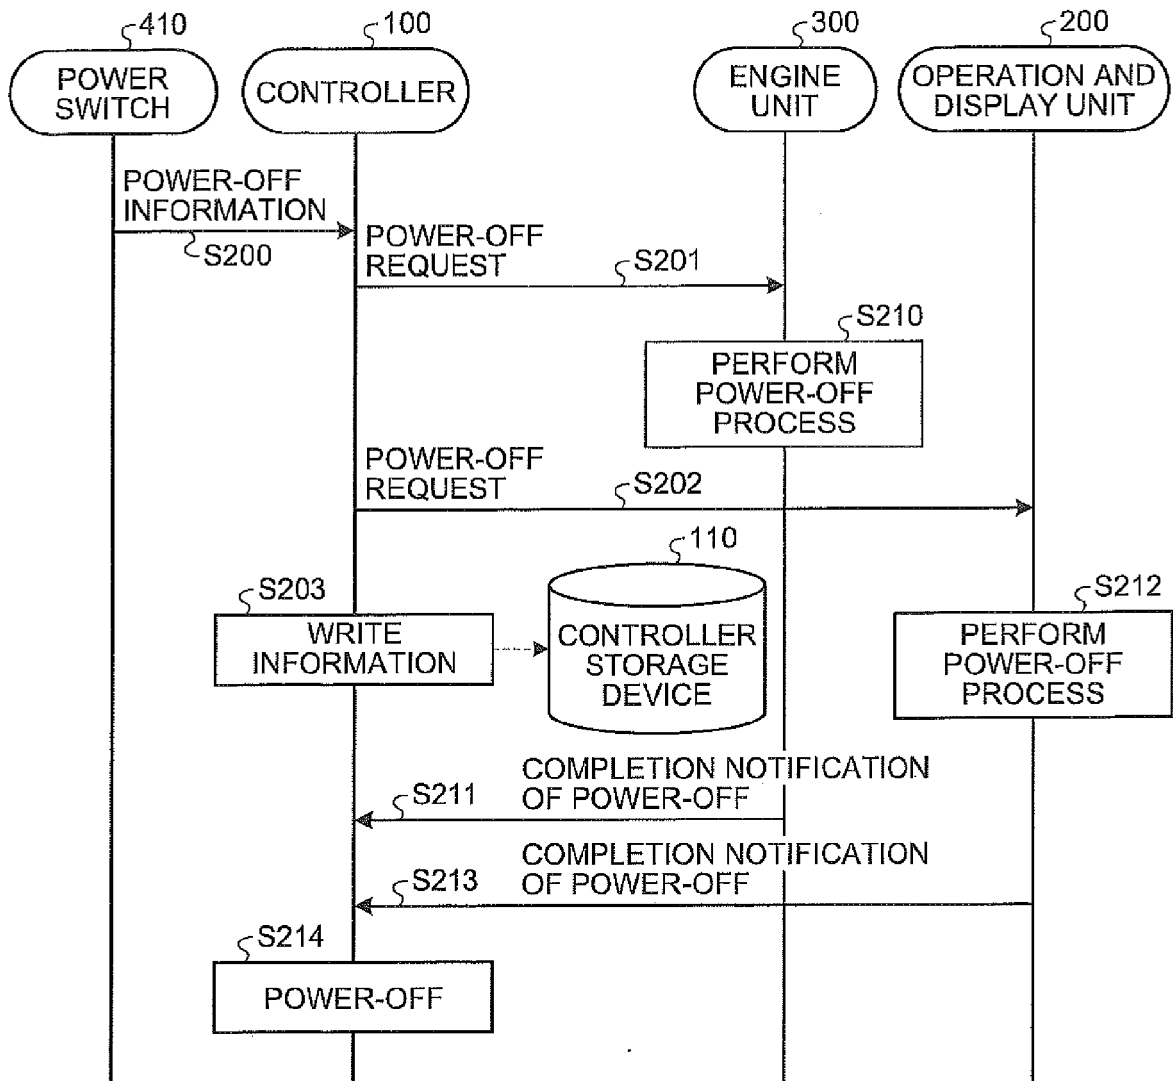 410
100
300
200
POWER
SWITCH
CONTROLLER
ENGINE
UNIT
OPERATION AND
DISPLAY UNIT
POWER-OFF
INFORMATION
S200
POWER-OFF
REQUEST
S201
S210
PERFORM
POWER-OFF
PROCESS
POWER-OFF
REQUEST
S202
110
S203
WRITE
INFORMATION
CONTROLLER
STORAGE
DEVICE
S212
PERFORM
POWER-OFF
PROCESS
COMPLETION NOTIFICATION
OF POWER-OFF
S211
COMPLETION NOTIFICATION
OF POWER-OFF
S213
S214
POWER-OFF